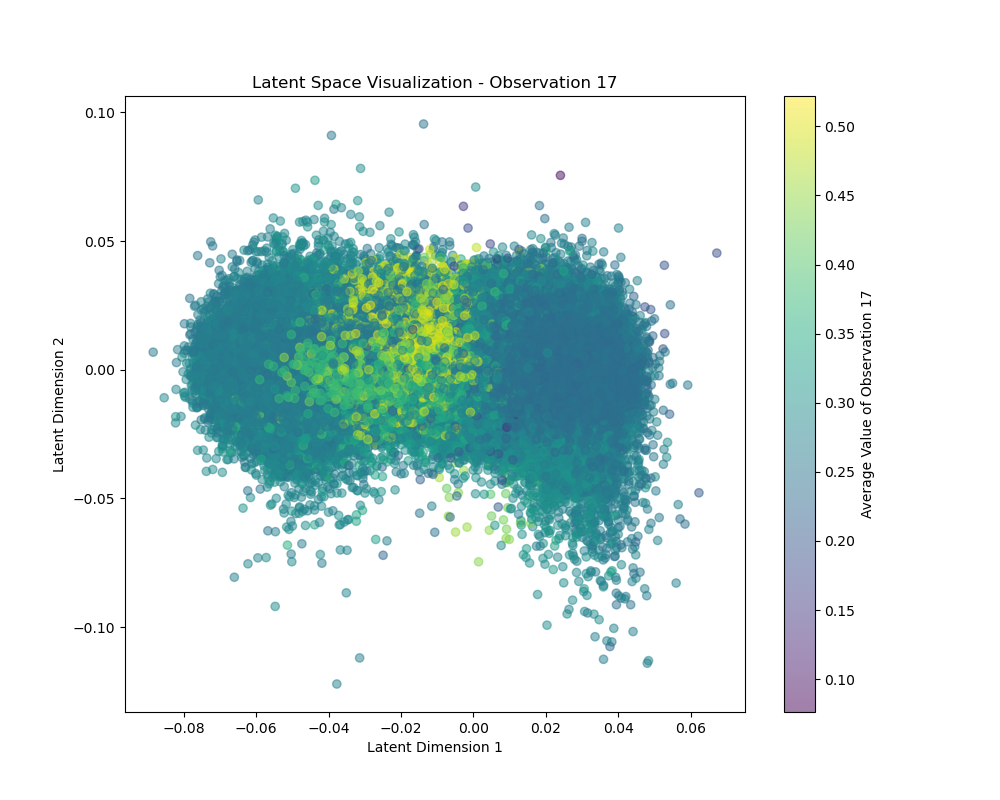 Latent Space Visualization - Observation 17
0.10
0.05
0.00
−0.05
−0.10
Latent Dimension 2
−0.08 −0.06 −0.04 −0.02 0.00 0.02 0.04 0.06
Latent Dimension 1
0.50
0.45
0.40
0.35
0.30
0.25
0.20
0.15
0.10
Average Value of Observation 17